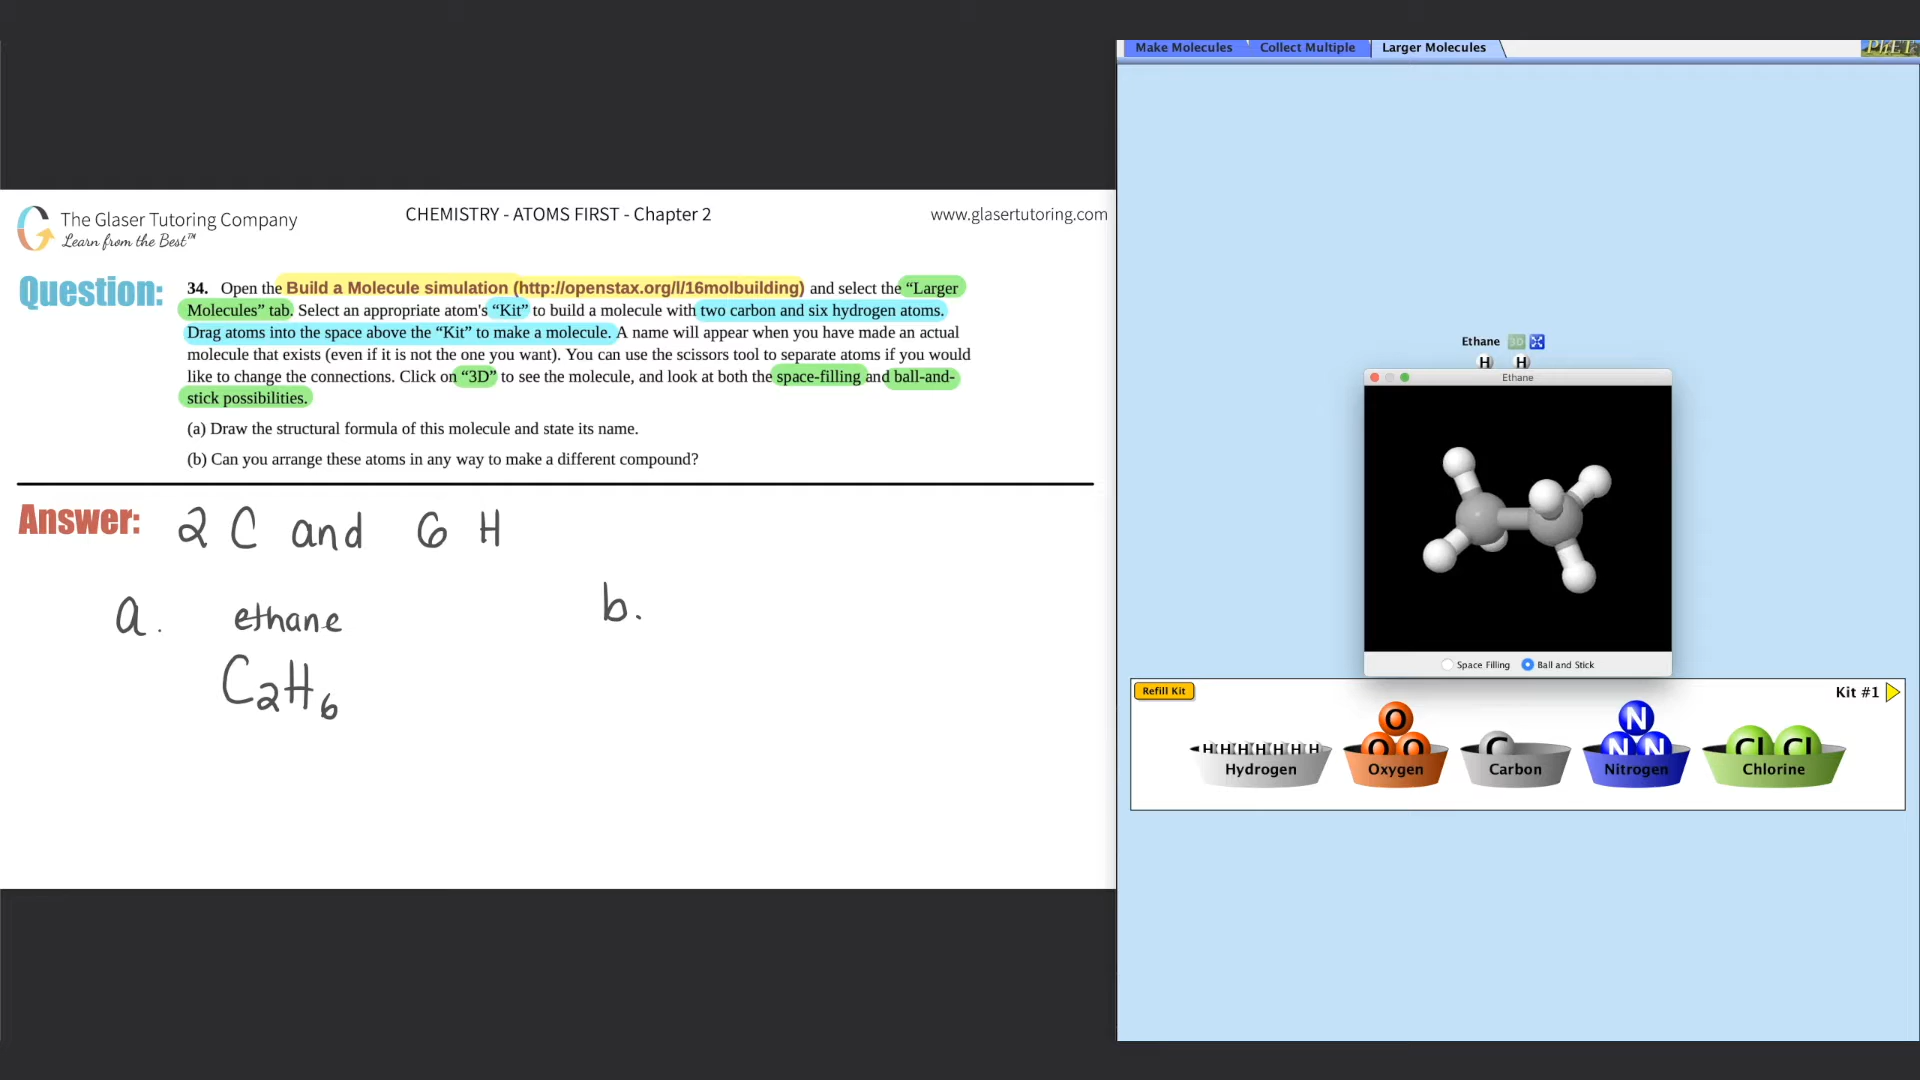 Make Molecules Collect Multiple Larger Molecules PhET
The Glaser Tutoring Company
Learn from the Best™
CHEMISTRY - ATOMS FIRST - Chapter 2
www.glasertutoring.com
Question:
34. Open the Build a Molecule simulation (http://openstax.org/l/16molbuilding) and select the “Larger
Molecules” tab. Select an appropriate atom's “Kit” to build a molecule with two carbon and six hydrogen atoms.
Drag atoms into the space above the “Kit” to make a molecule. A name will appear when you have made an actual
molecule that exists (even if it is not the one you want). You can use the scissors tool to separate atoms if you would
like to change the connections. Click on “3D” to see the molecule, and look at both the space-filling and ball-and-
stick possibilities.
(a) Draw the structural formula of this molecule and state its name.
(b) Can you arrange these atoms in any way to make a different compound?
Answer:
2 C and 6 H
a. ethane
C2H6
b.
Ethane 3D
H H
Ethane
Space Filling Ball and Stick
Refill Kit
Kit #1
H H H H H H H
Hydrogen
O
O O
Oxygen
C
Carbon
N
N N
Nitrogen
Cl Cl
Chlorine